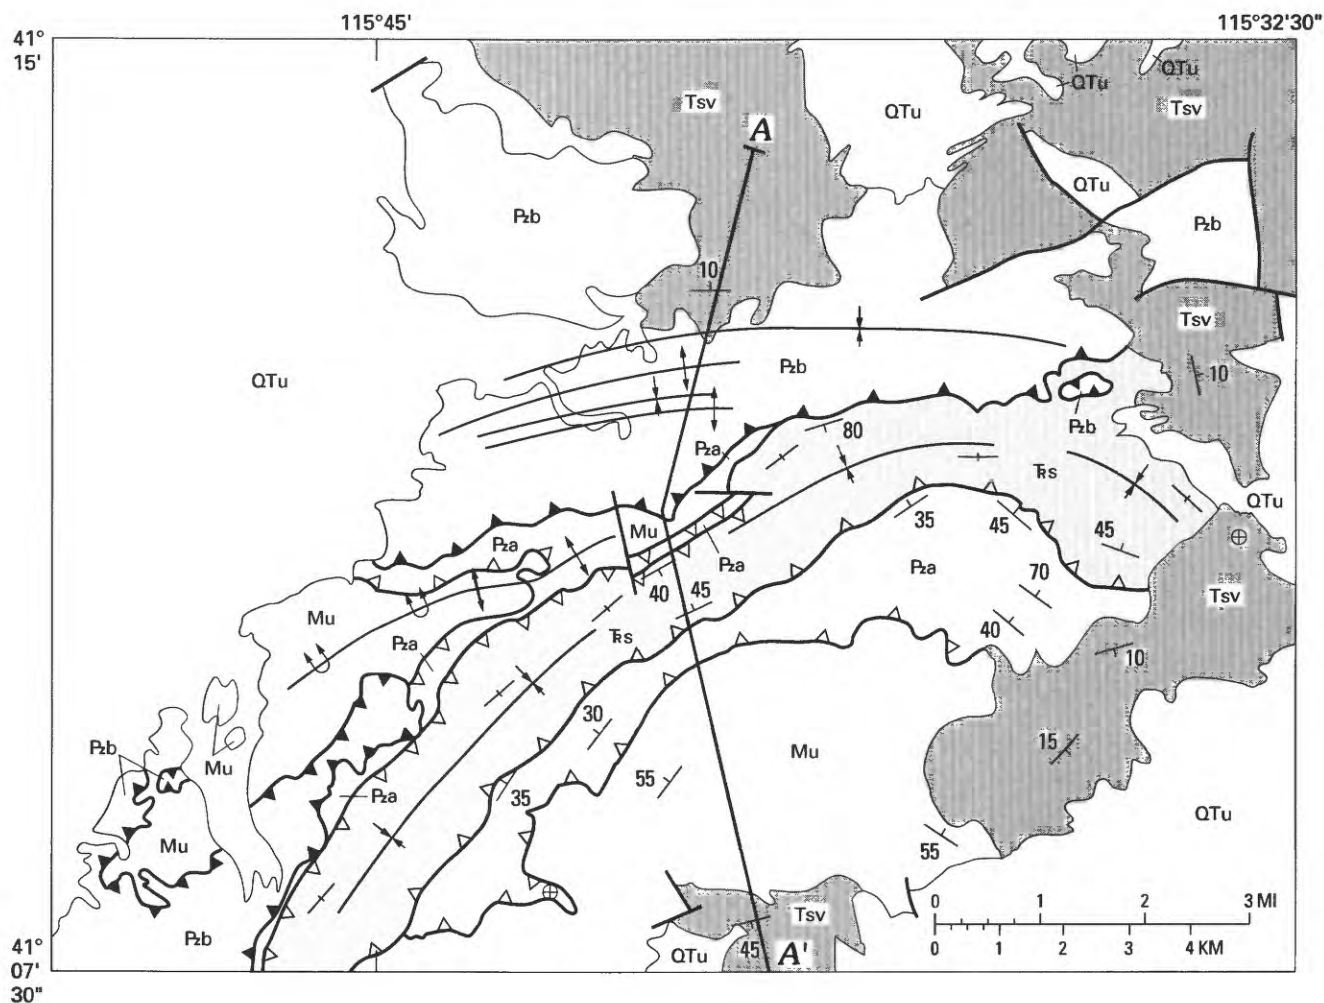 115°45'
115°32'30"
41°
15'
Tsv
QTu
QTu
QTu
Tsv
A
QTu
Pzb
Pzb
10
Tsv
QTu
Pzb
10
80
Pzb
Pza
TRs
QTu
Mu
Pza
35
45
45
Pza
Pza
40
45
70
Tsv
Mu
Pza
TRs
40
10
30
Mu
15
Pzb
Mu
55
Pza
35
QTu
Mu
55
0 1 2 3 MI
Tsv
Pzb
0 1 2 3 4 KM
QTu
45
A'
41°
07'
30"